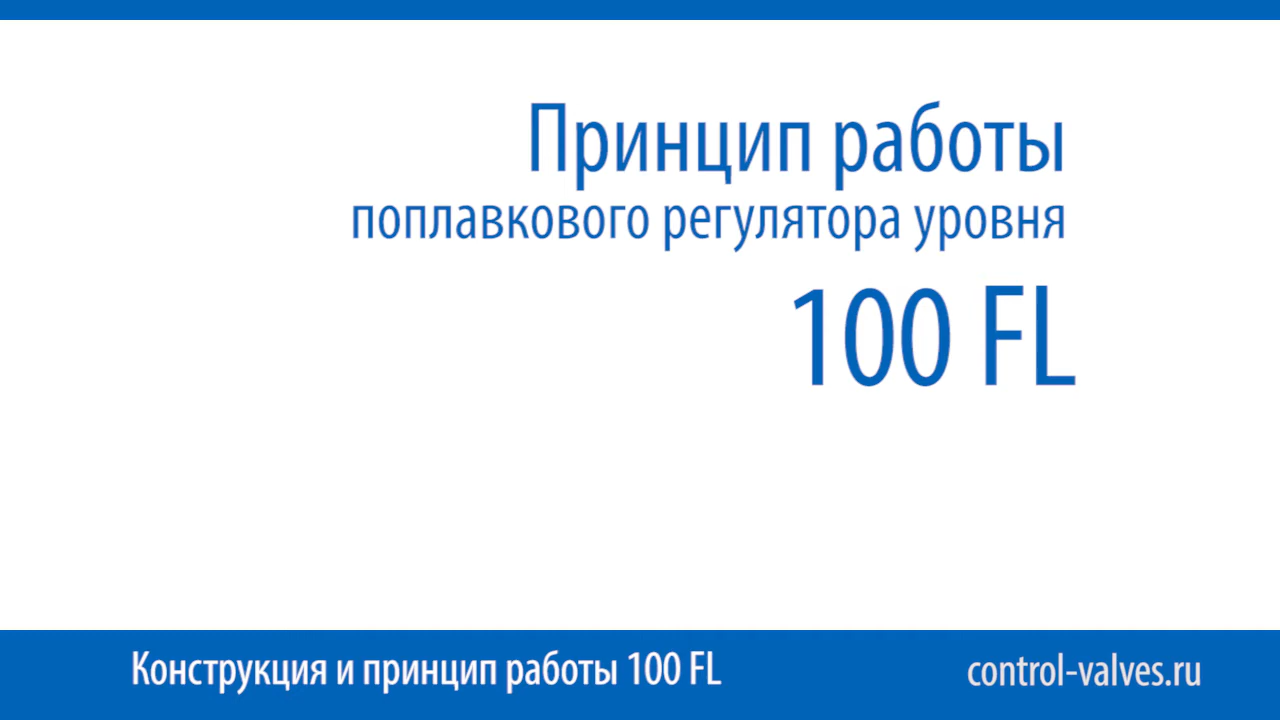 Принцип работы
поплавкового регулятора уровня
100 FL
Конструкция и принцип работы 100 FL
control-valves.ru